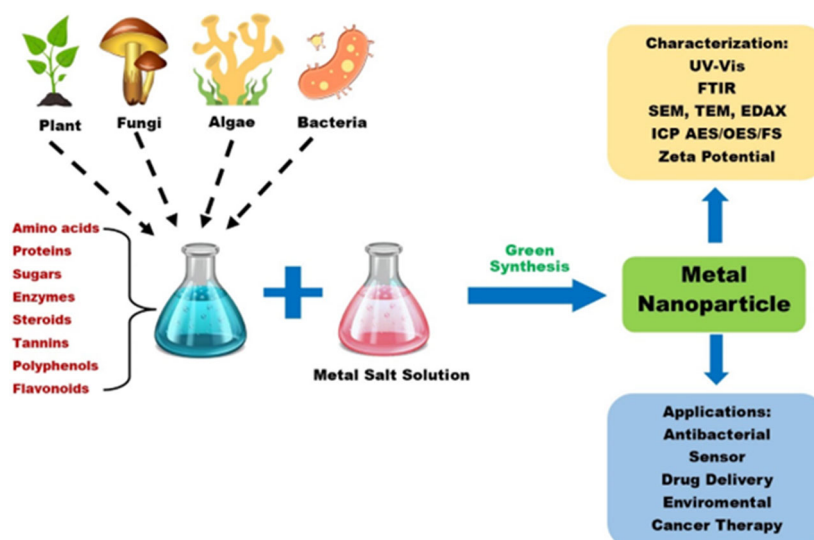 Plant
Fungi
Algae
Bacteria
Amino acids
Proteins
Sugars
Enzymes
Steroids
Tannins
Polyphenols
Flavonoids
Metal Salt Solution
Green
Synthesis
Characterization:
UV-Vis
FTIR
SEM, TEM, EDAX
ICP AES/OES/FS
Zeta Potential
Metal
Nanoparticle
Applications:
Antibacterial
Sensor
Drug Delivery
Enviromental
Cancer Therapy